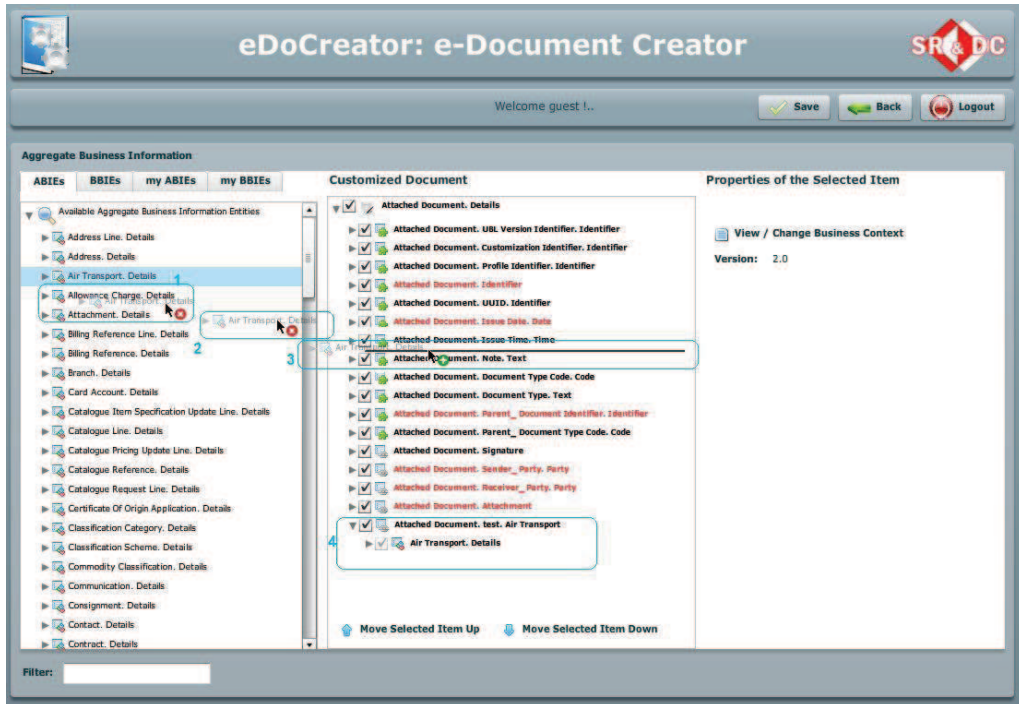 eDoCreator: e-Document Creator
SR&DC
Welcome guest !..
Save
Back
Logout
Aggregate Business Information
ABIEs
BBIEs
my ABIEs
my BBIEs
Available Aggregate Business Information Entities
Address Line. Details
Address. Details
Air Transport. Details
1
Allowance Charge. Details
Air Transport. Details
Attachment. Details
Air Transport. Details
Billing Reference Line. Details
2
Billing Reference. Details
Branch. Details
Card Account. Details
Catalogue Item Specification Update Line. Details
Catalogue Line. Details
Catalogue Pricing Update Line. Details
Catalogue Reference. Details
Catalogue Request Line. Details
Certificate Of Origin Application. Details
Classification Category. Details
Classification Scheme. Details
Commodity Classification. Details
Communication. Details
Consignment. Details
Contact. Details
Contract. Details
Customized Document
Attached Document. Details
Attached Document. UBL Version Identifier. Identifier
Attached Document. Customization Identifier. Identifier
Attached Document. Profile Identifier. Identifier
Attached Document. Identifier
Attached Document. UUID. Identifier
Attached Document. Issue Date. Date
Attached Document. Issue Time. Time
Air Transport. Details
3
Attached Document. Note. Text
Attached Document. Document Type Code. Code
Attached Document. Document Type. Text
Attached Document. Parent_ Document Identifier. Identifier
Attached Document. Parent_ Document Type Code. Code
Attached Document. Signature
Attached Document. Sender_ Party. Party
Attached Document. Receiver_ Party. Party
Attached Document. Attachment
Attached Document. test. Air Transport
4
Air Transport. Details
Move Selected Item Up
Move Selected Item Down
Properties of the Selected Item
View / Change Business Context
Version: 2.0
Filter: